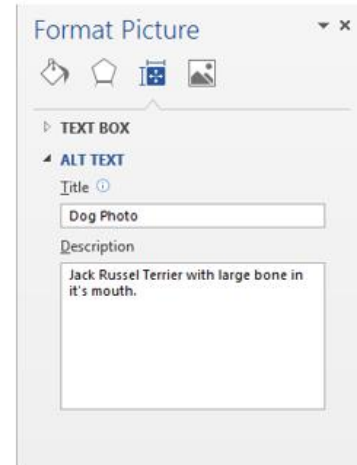 Format Picture
TEXT BOX
ALT TEXT
Title
Dog Photo
Description
Jack Russel Terrier with large bone in
it's mouth.